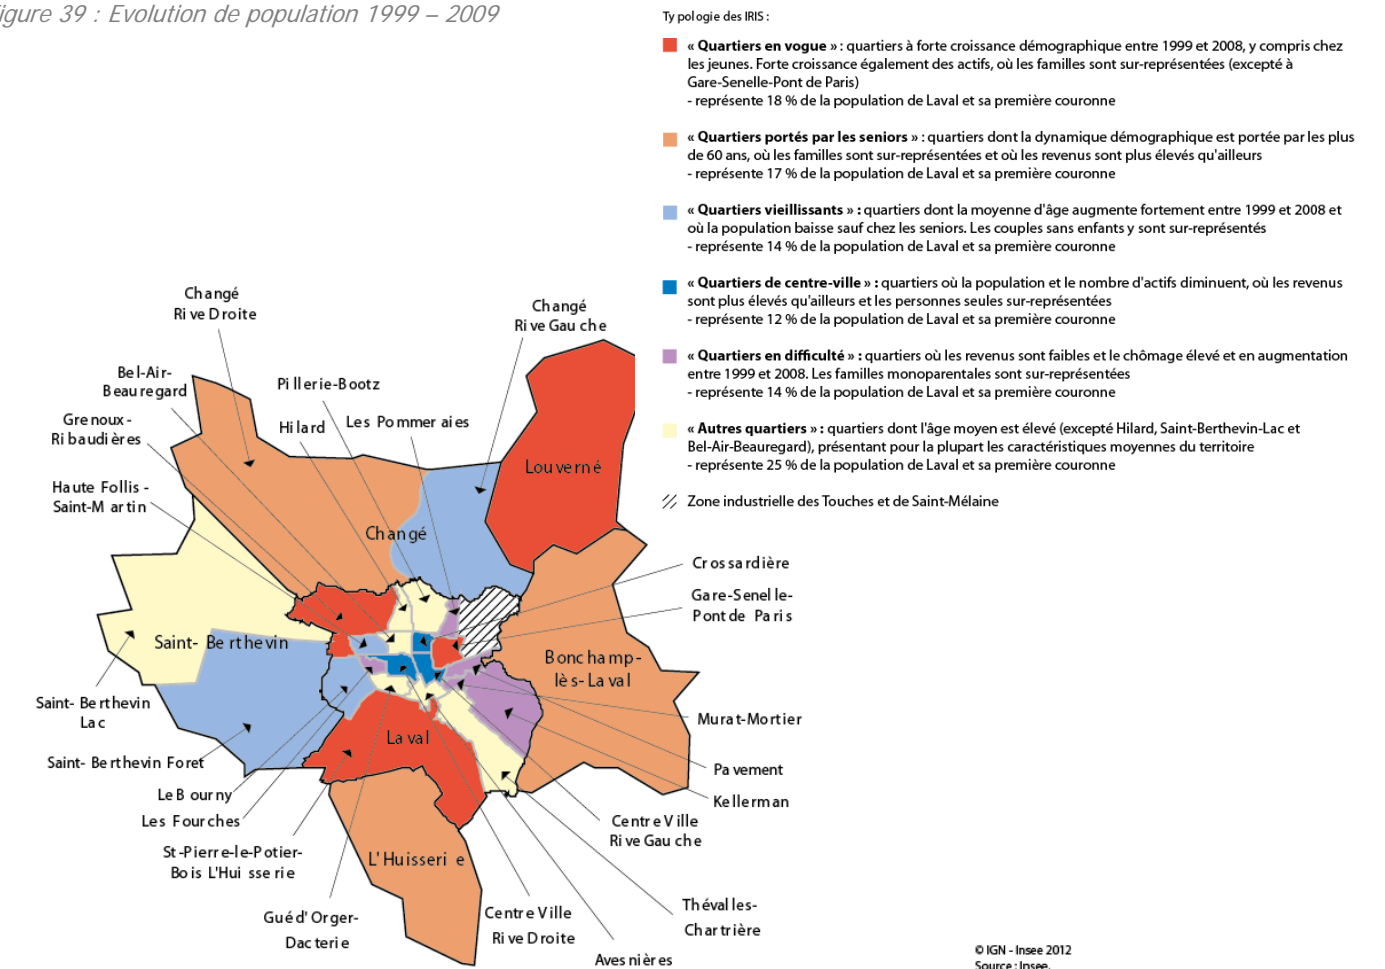 igure 39 : Evolution de population 1999 – 2009
Typologie des IRIS :
« Quartiers en vogue » : quartiers à forte croissance démographique entre 1999 et 2008, y compris chez
les jeunes. Forte croissance également des actifs, où les familles sont sur-représentées (excepté à
Gare-Senelle-Pont de Paris)
- représente 18 % de la population de Laval et sa première couronne
« Quartiers portés par les seniors » : quartiers dont la dynamique démographique est portée par les plus
de 60 ans, où les familles sont sur-représentées et où les revenus sont plus élevés qu'ailleurs
- représente 17 % de la population de Laval et sa première couronne
« Quartiers vieillissants » : quartiers dont la moyenne d'âge augmente fortement entre 1999 et 2008 et
où la population baisse sauf chez les seniors. Les couples sans enfants y sont sur-représentés
- représente 14 % de la population de Laval et sa première couronne
« Quartiers de centre-ville » : quartiers où la population et le nombre d'actifs diminuent, où les revenus
sont plus élevés qu'ailleurs et les personnes seules sur-représentées
- représente 12 % de la population de Laval et sa première couronne
« Quartiers en difficulté » : quartiers où les revenus sont faibles et le chômage élevé et en augmentation
entre 1999 et 2008. Les familles monoparentales sont sur-représentées
- représente 14 % de la population de Laval et sa première couronne
« Autres quartiers » : quartiers dont l'âge moyen est élevé (excepté Hilard, Saint-Berthevin-Lac et
Bel-Air-Beauregard), présentant pour la plupart les caractéristiques moyennes du territoire
- représente 25 % de la population de Laval et sa première couronne
Zone industrielle des Touches et de Saint-Mélaine
Changé
Rive Droite
Changé
Rive Gauche
Bel-Air-
Beauregard
Pillerie-Bootz
Grenoux-
Ribaudières
Hilard
Les Pommeraies
Louverné
Haute Follis -
Saint-Martin
Changé
Crossardière
Gare-Senelle-
Pont de Paris
Saint-Berthevin
Bonchamp-
lès-Laval
Saint-Berthevin
Lac
Murat-Mortier
Laval
Saint-Berthevin Foret
Pavement
Le Bourny
Kellerman
Les Fourches
Centre Ville
Rive Gauche
St-Pierre-le-Potier-
Bois L'Huisserie
L'Huisserie
Gué d'Orger-
Dacterie
Centre Ville
Rive Droite
Thévalles-
Chartrière
Avesnières
© IGN - Insee 2012
Source : Insee,